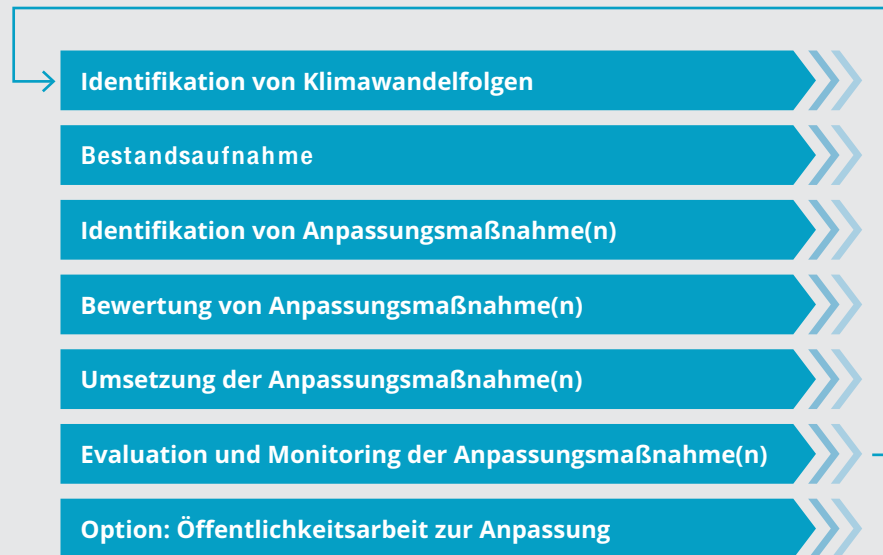 Identifikation von Klimawandelfolgen
Bestandsaufnahme
Identifikation von Anpassungsmaßnahme(n)
Bewertung von Anpassungsmaßnahme(n)
Umsetzung der Anpassungsmaßnahme(n)
Evaluation und Monitoring der Anpassungsmaßnahme(n)
Option: Öffentlichkeitsarbeit zur Anpassung